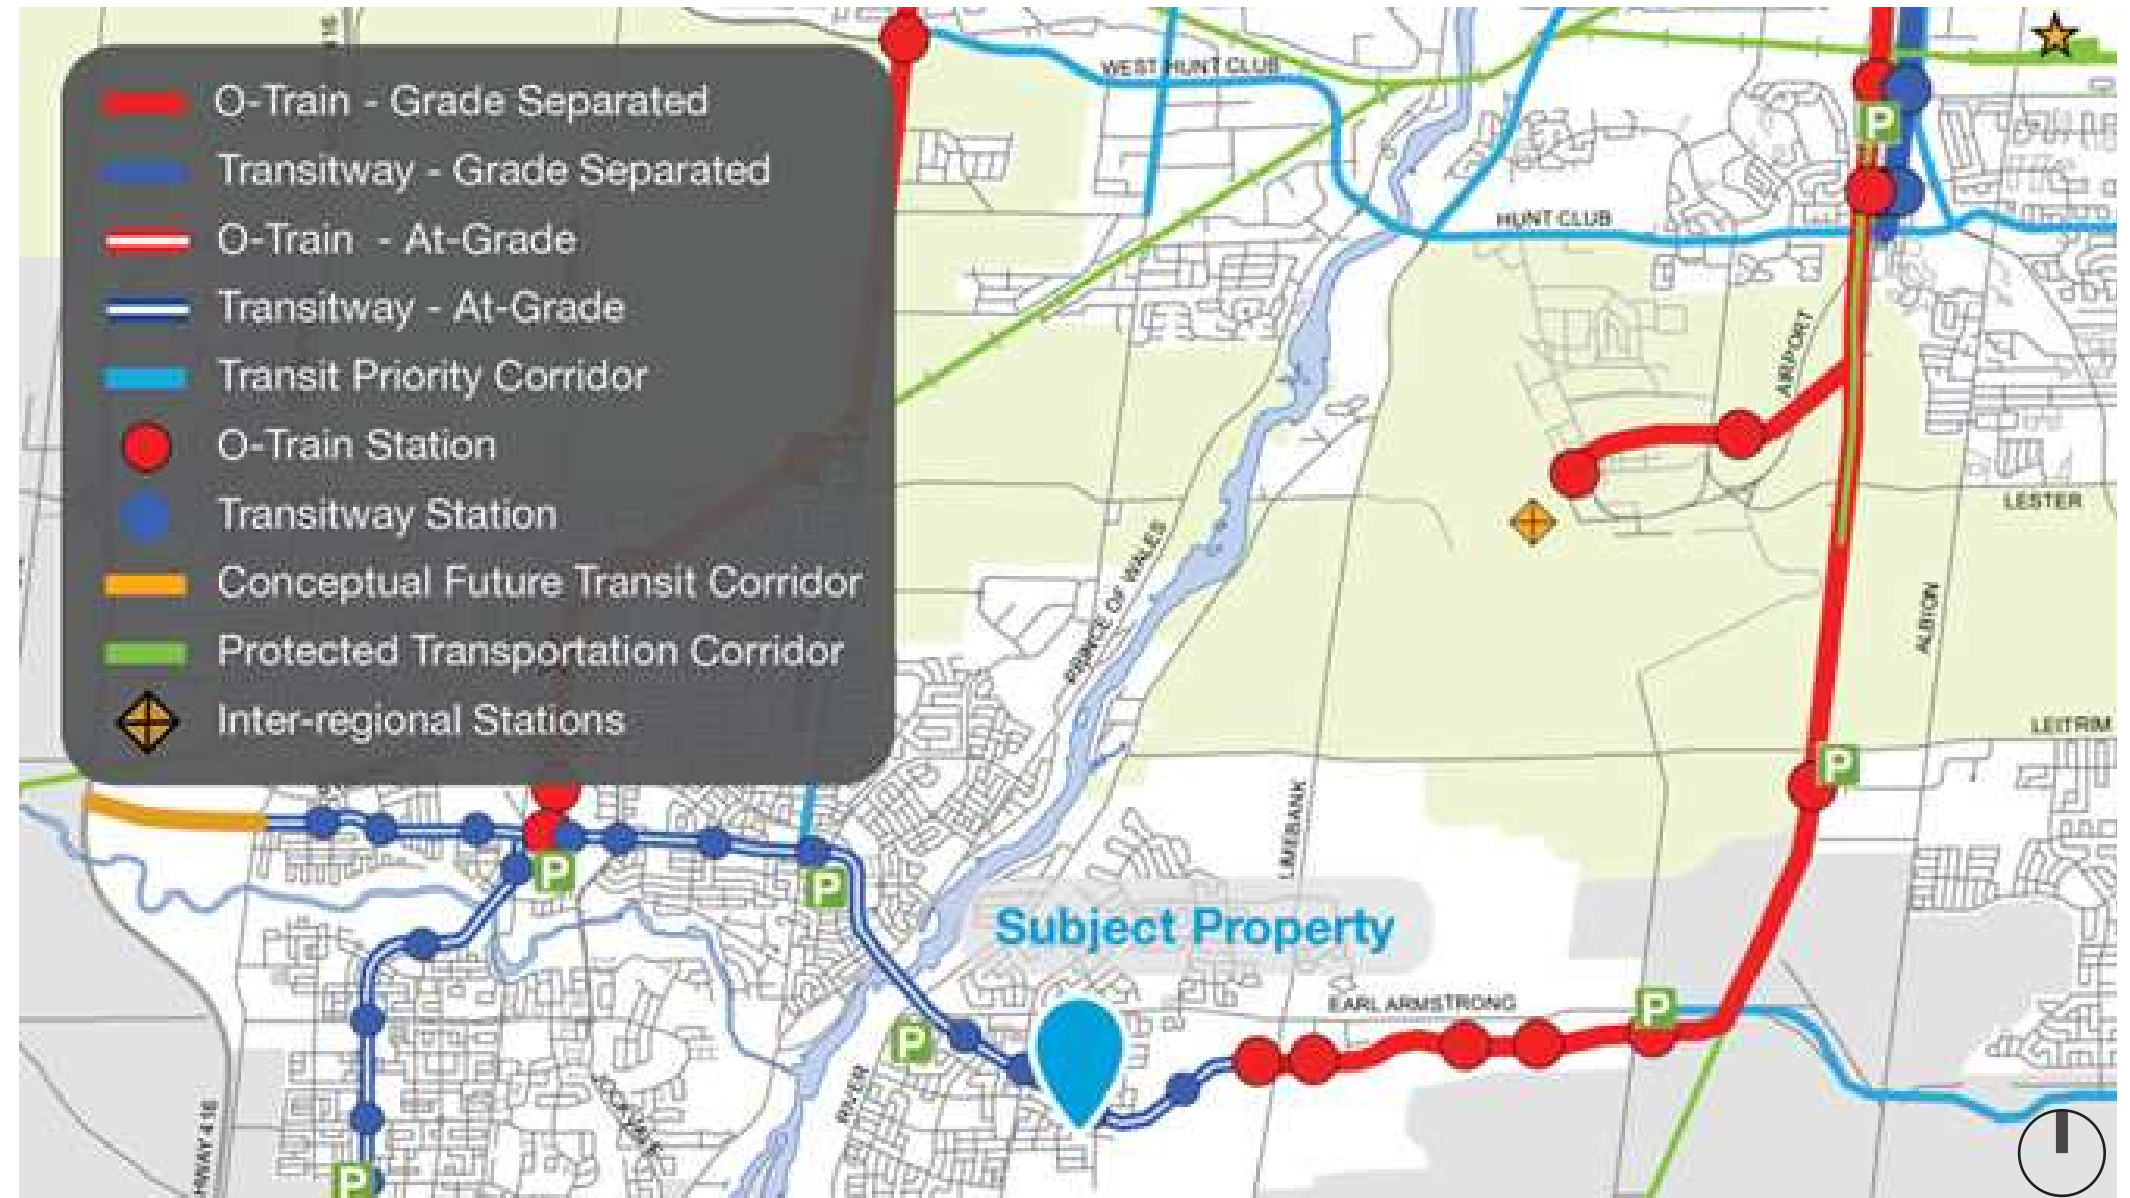 O-Train - Grade Separated
Transitway - Grade Separated
O-Train - At-Grade
Transitway - At-Grade
Transit Priority Corridor
O-Train Station
Transitway Station
Conceptual Future Transit Corridor
Protected Transportation Corridor
Inter-regional Stations
WEST HUNT CLUB
P
HUNT CLUB
AIRPORT
LESTER
PRINCE OF WALES
ALBION
LEITRIM
P
LIMEBANK
P
P
Subject Property
EARL ARMSTRONG
P
P
RIVER
P